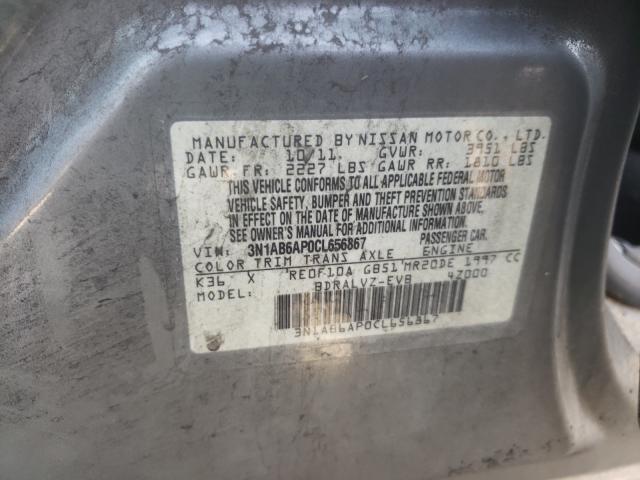 MANUFACTURED BY NISSAN MOTOR CO., LTD.
DATE: 10/11. GVWR: 3951 LBS
GAWR FR: 2227 LBS GAWR RR: 1810 LBS
THIS VEHICLE CONFORMS TO ALL APPLICABLE FEDERAL MOTOR
VEHICLE SAFETY, BUMPER AND THEFT PREVENTION STANDARDS
IN EFFECT ON THE DATE OF MANUFACTURE SHOWN ABOVE.
SEE OWNER'S MANUAL FOR ADDITIONAL INFORMATION.
VIN: 3N1AB6AP0CL656867 PASSENGER CAR.
COLOR TRIM TRANS AXLE ENGINE
K36 X RE0F10A GB51 MR20DE 1997 CC
MODEL: BDRALVZ-EVB 4Z000
3N1AB6AP0CL656867